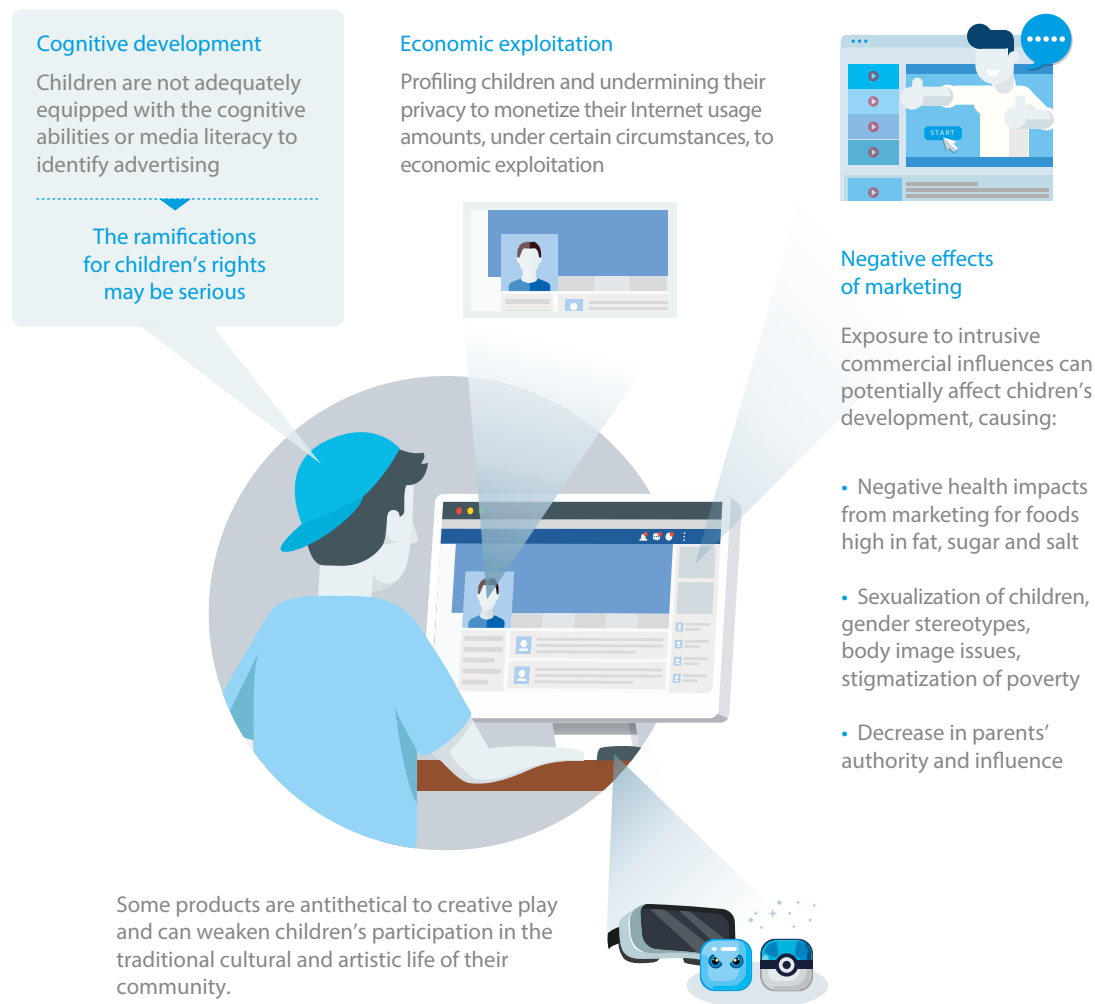 Cognitive development
Children are not adequately
equipped with the cognitive
abilities or media literacy to
identify advertising
The ramifications
for children's rights
may be serious
Economic exploitation
Profiling children and undermining their
privacy to monetize their Internet usage
amounts, under certain circumstances, to
economic exploitation
START
Negative effects
of marketing
Exposure to intrusive
commercial influences can
potentially affect chidren's
development, causing:
• Negative health impacts
from marketing for foods
high in fat, sugar and salt
• Sexualization of children,
gender stereotypes,
body image issues,
stigmatization of poverty
• Decrease in parents'
authority and influence
Some products are antithetical to creative play
and can weaken children's participation in the
traditional cultural and artistic life of their
community.